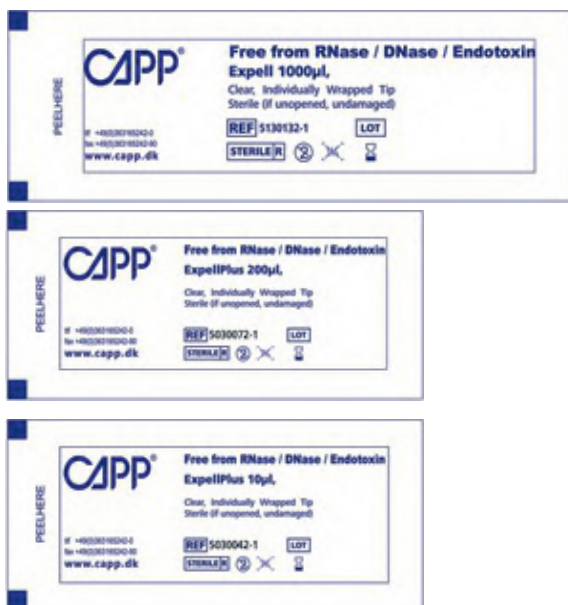 PEELHERE
CAPP®
Free from RNase / DNase / Endotoxin
Expell 1000µl,
Clear, Individually Wrapped Tip
Sterile (if unopened, undamaged)
REF 5130132-1 LOT
STERILE R 2
www.capp.dk
PEELHERE
CAPP®
Free from RNase / DNase / Endotoxin
ExpellPlus 200µl,
Clear, Individually Wrapped Tip
Sterile (if unopened, undamaged)
REF 5030072-1 LOT
STERILE R 2
www.capp.dk
PEELHERE
CAPP®
Free from RNase / DNase / Endotoxin
ExpellPlus 10µl,
Clear, Individually Wrapped Tip
Sterile (if unopened, undamaged)
REF 5030042-1 LOT
STERILE R 2
www.capp.dk